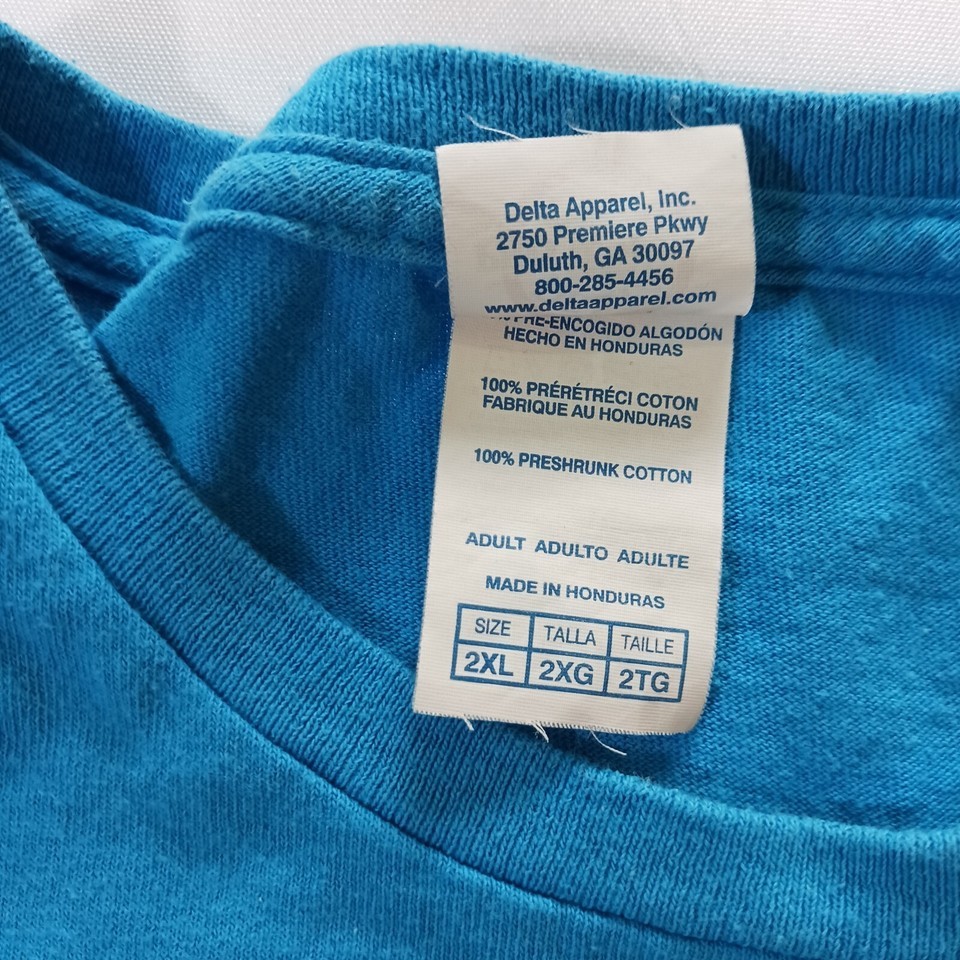 Delta Apparel, Inc.
2750 Premiere Pkwy
Duluth, GA 30097
800-285-4456
www.deltaapparel.com
PRE-ENCOGIDO ALGODÓN
HECHO EN HONDURAS
100% PRÉRÉTRÉCI COTON
FABRIQUE AU HONDURAS
100% PRESHRUNK COTTON
ADULT ADULTO ADULTE
MADE IN HONDURAS
SIZE TALLA TAILLE
2XL 2XG 2TG